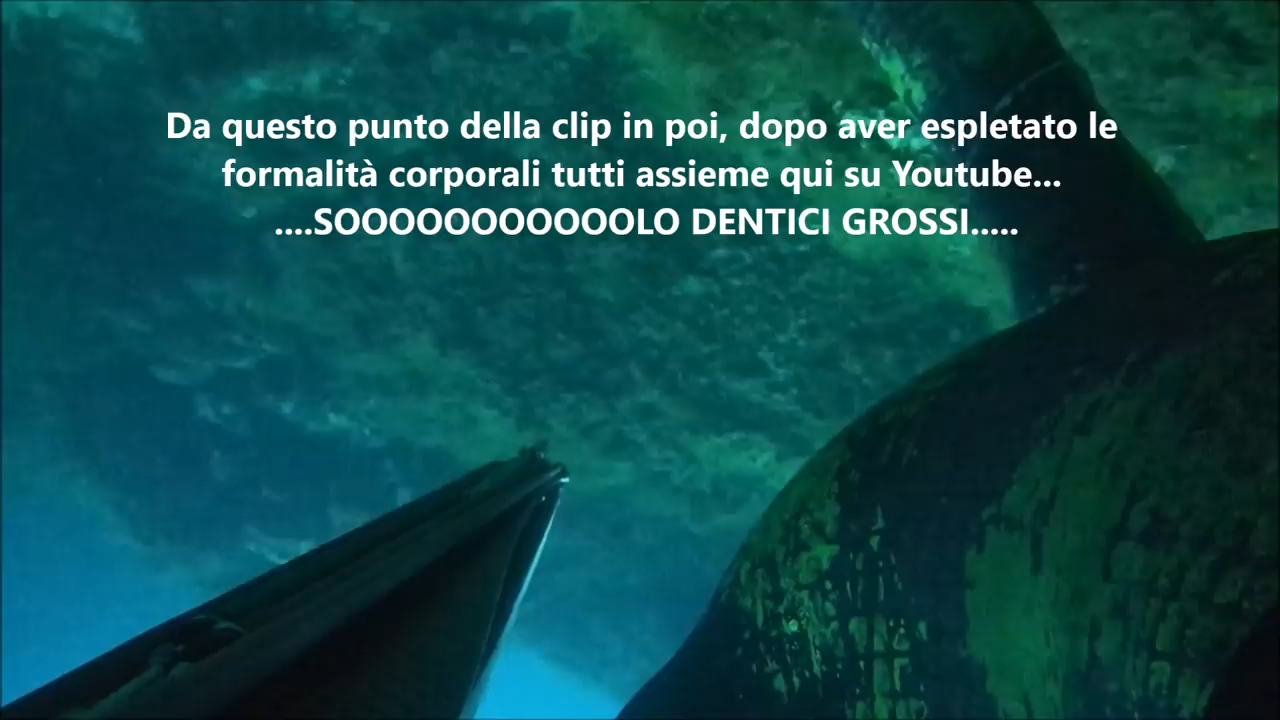 Da questo punto della clip in poi, dopo aver espletato le
formalità corporali tutti assieme qui su Youtube...
....SOOOOOOOOOOOLO DENTICI GROSSI.....